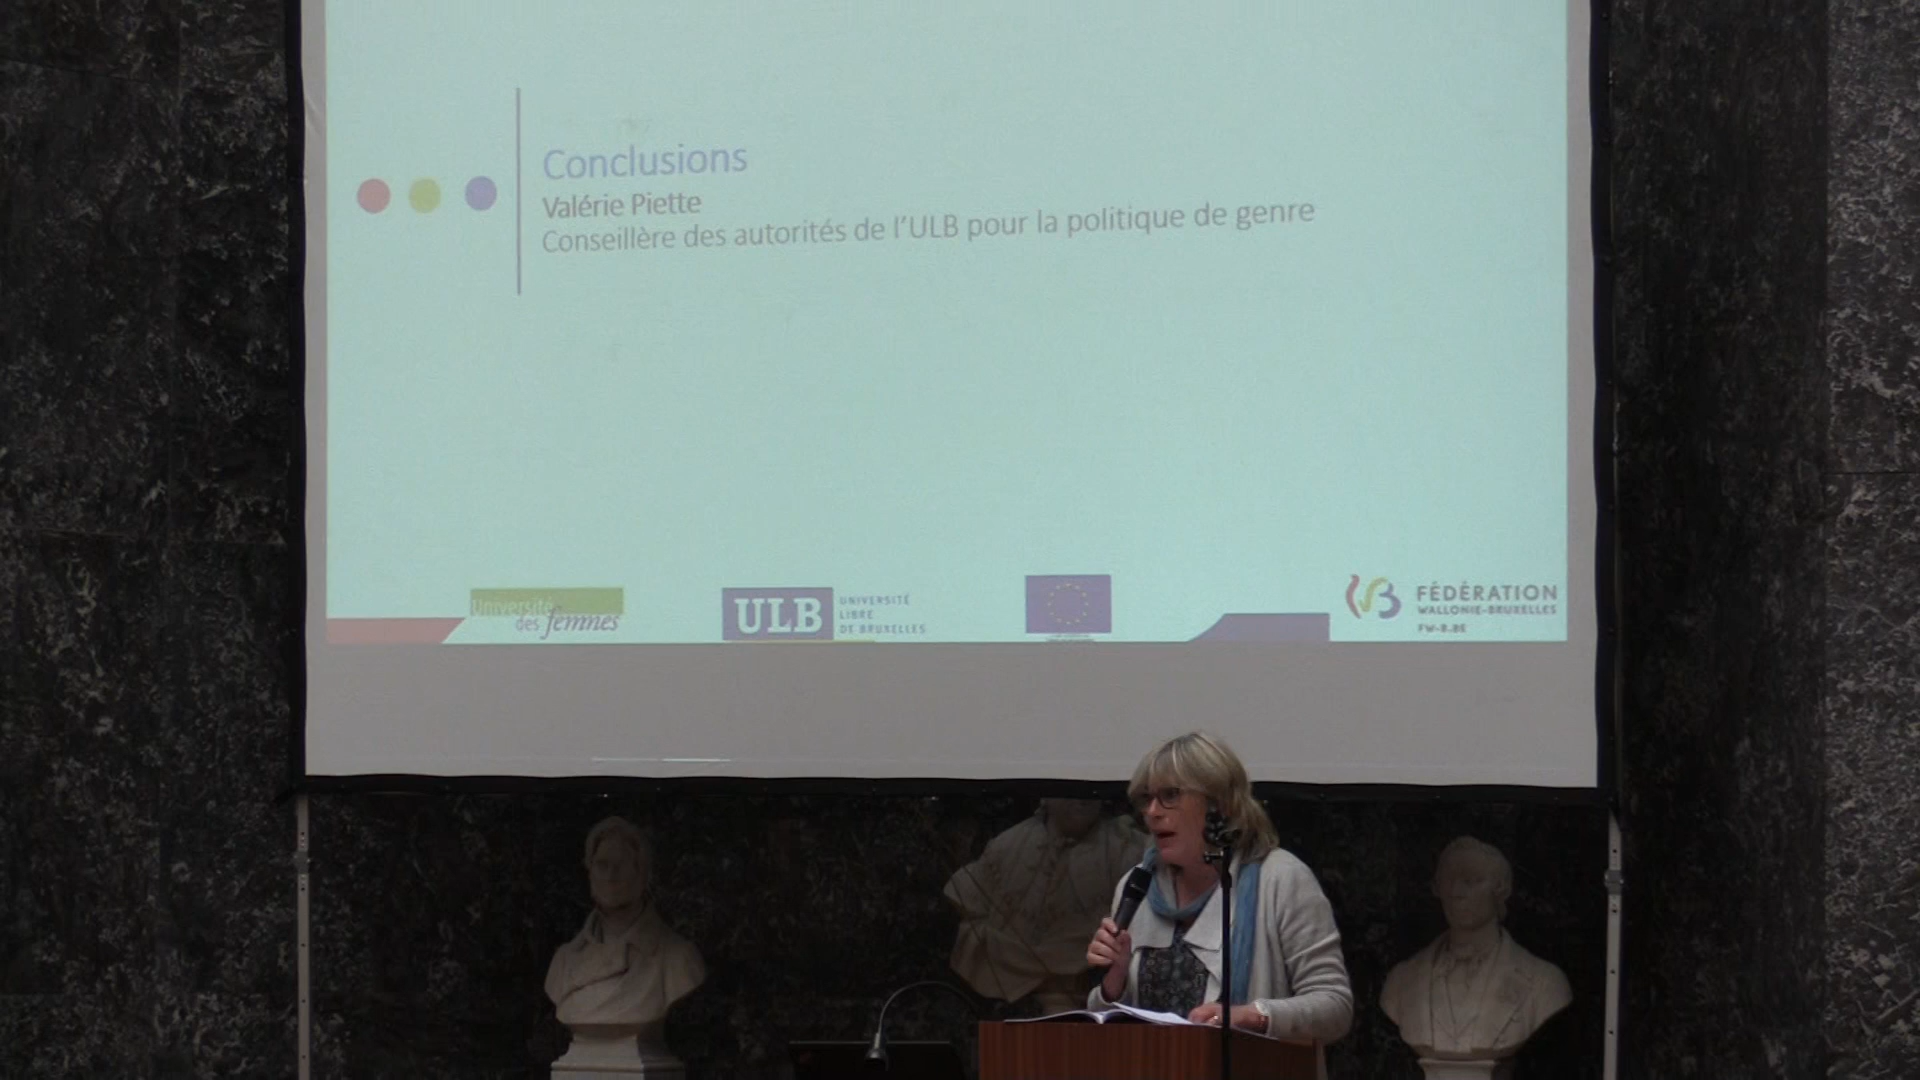 Conclusions
Valérie Piette
Conseillère des autorités de l'ULB pour la politique de genre
Université
des femmes
ULB
UNIVERSITÉ
LIBRE
DE BRUXELLES
FÉDÉRATION
WALLONIE-BRUXELLES
FW-B.BE